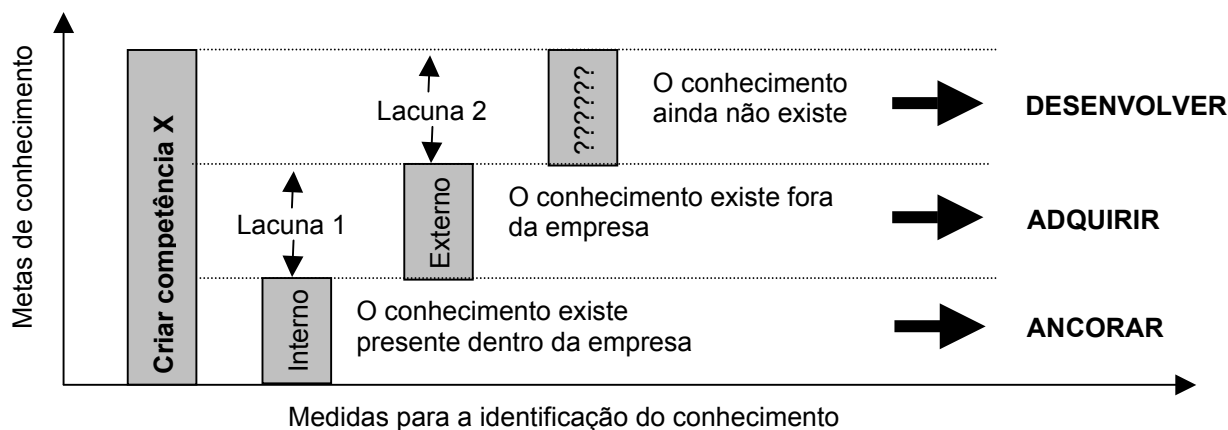 Metas de conhecimento
Criar competência X
Lacuna 2
??????
O conhecimento
ainda não existe
DESENVOLVER
Lacuna 1
Externo
O conhecimento existe fora
da empresa
ADQUIRIR
Interno
O conhecimento existe
presente dentro da empresa
ANCORAR
Medidas para a identificação do conhecimento